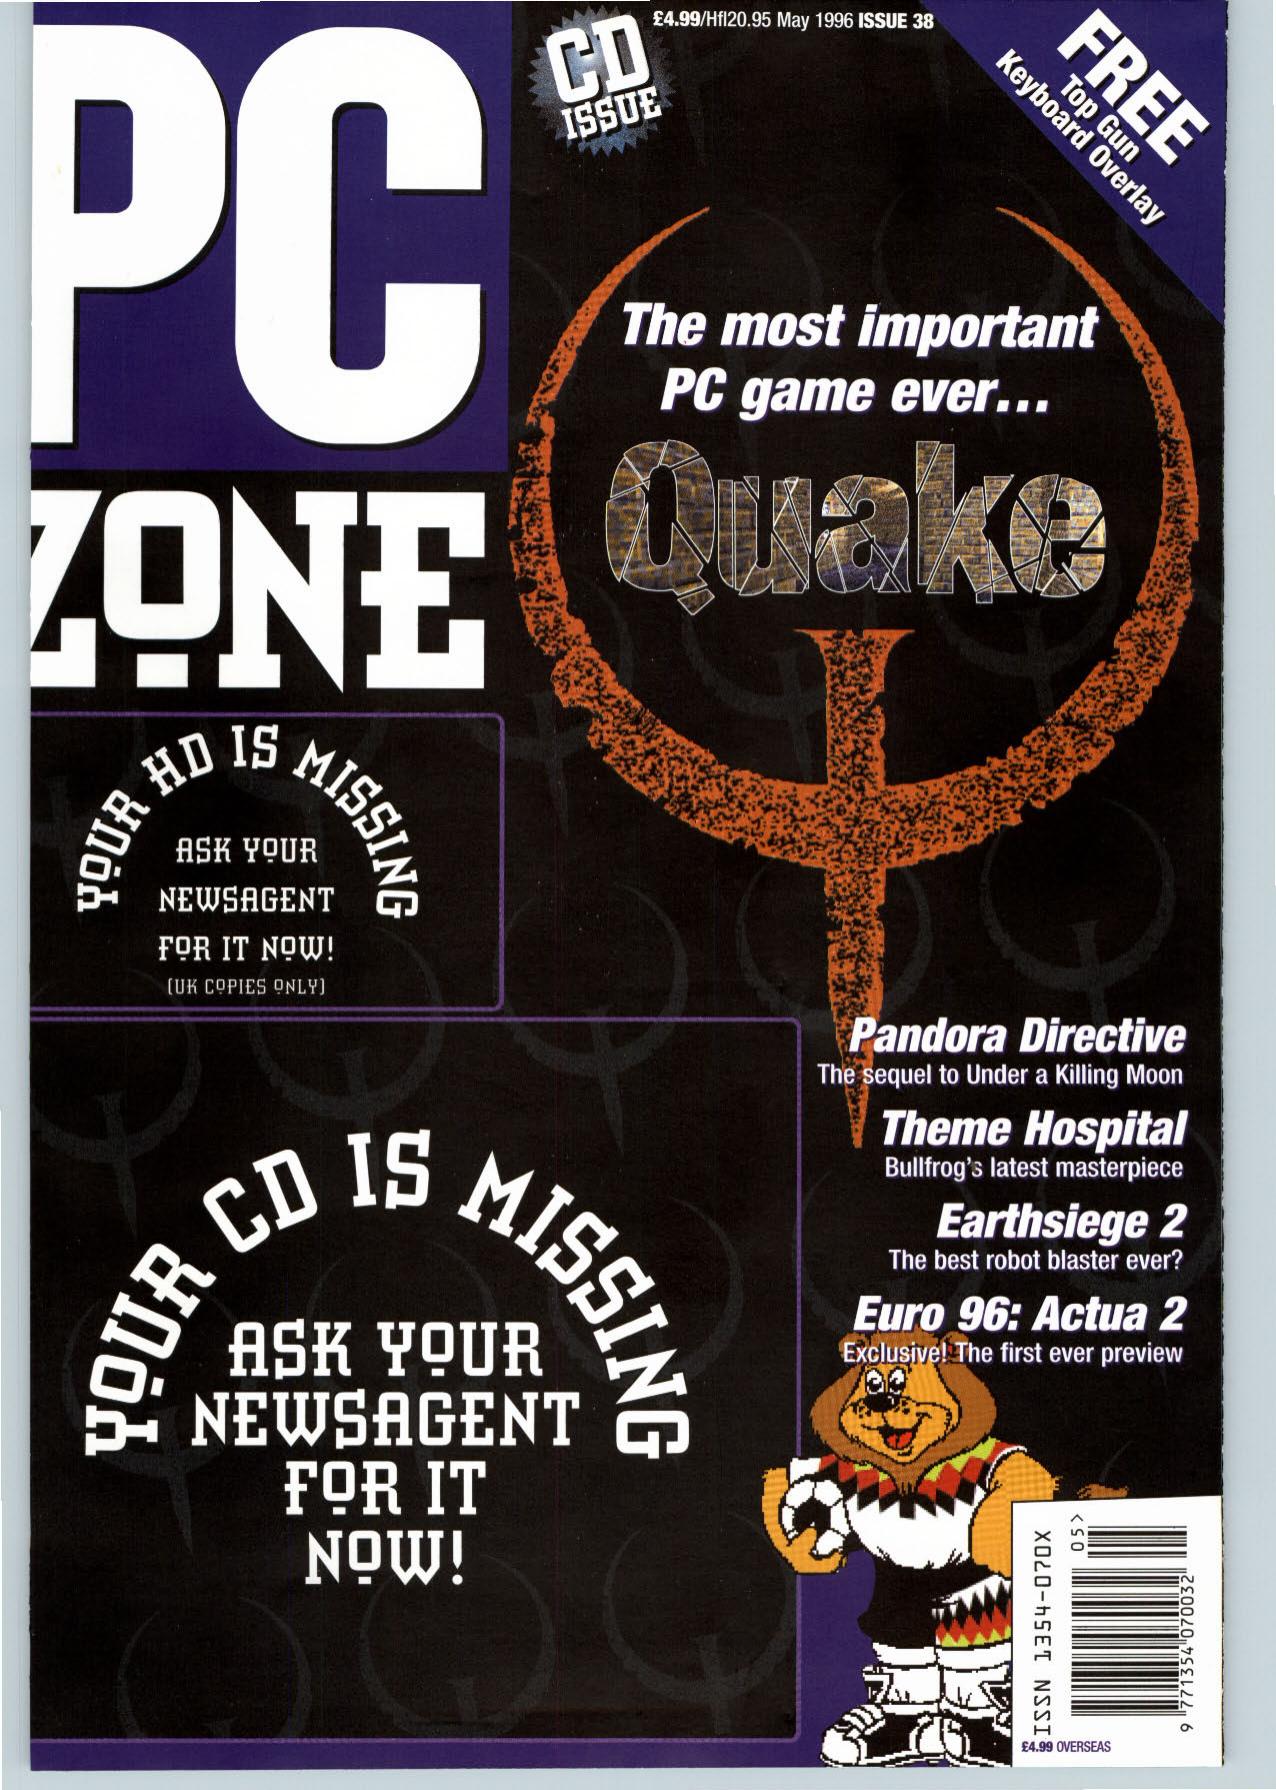 £4.99/Hfl20.95 May 1996 ISSUE 38
CD
ISSUE
FREE
Top Gun
Keyboard Overlay
PC
ZONE
The most important
PC game ever...
Quake
YOUR HD IS MISSING
ASK YOUR
NEWSAGENT
FOR IT NOW!
(UK COPIES ONLY)
YOUR CD IS MISSING
ASK YOUR
NEWSAGENT
FOR IT
NOW!
Pandora Directive
The sequel to Under a Killing Moon
Theme Hospital
Bullfrog's latest masterpiece
Earthsiege 2
The best robot blaster ever?
Euro 96: Actua 2
Exclusive! The first ever preview
ISSN 1354-070X
05>
9 771354 070032
£4.99 OVERSEAS